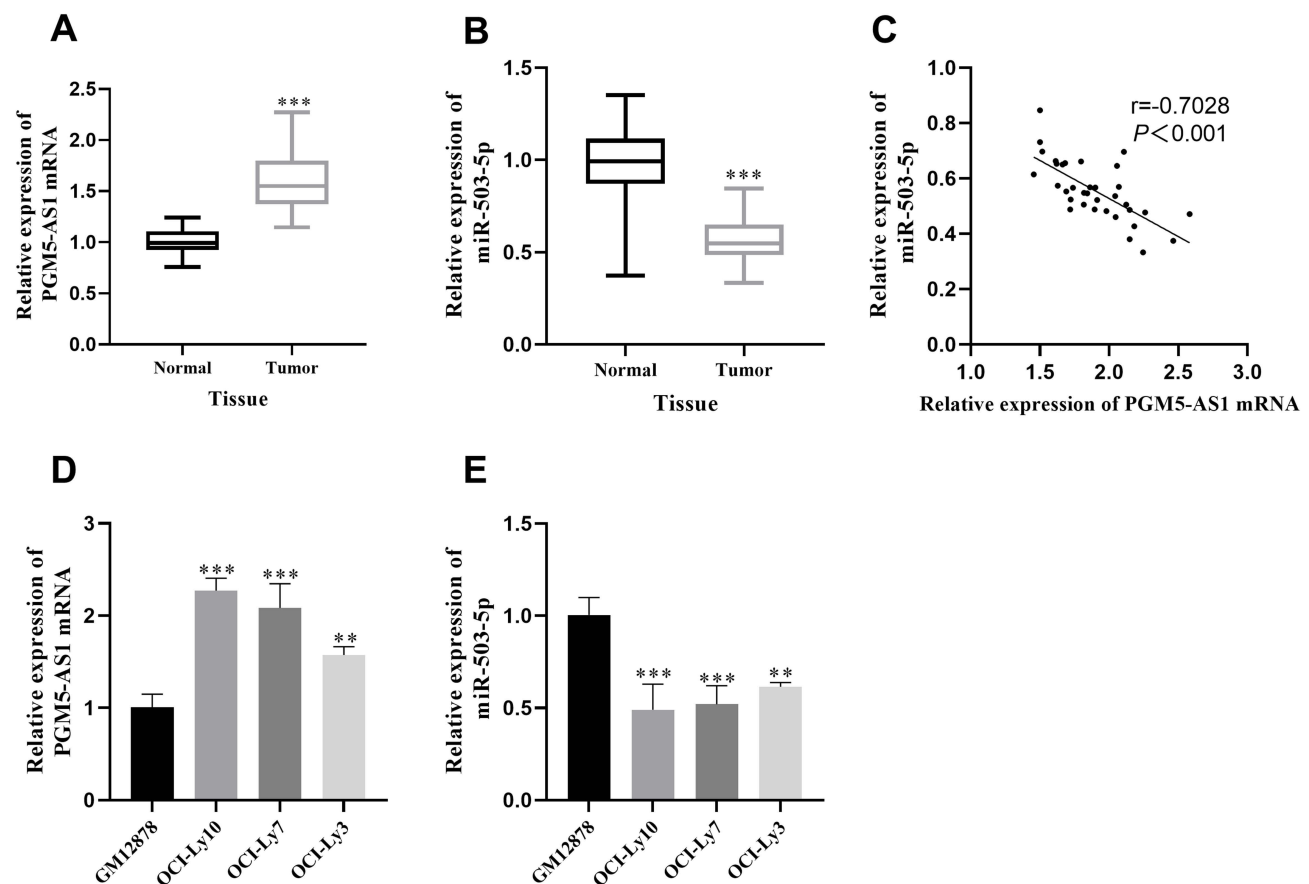 A
Relative expression of
PGM5-AS1 mRNA
2.5
2.0
1.5
1.0
0.5
0.0
***
Normal
Tumor
Tissue
B
Relative expression of
miR-503-5p
1.5
1.0
0.5
0.0
***
Normal
Tumor
Tissue
C
Relative expression of
miR-503-5p
1.0
0.8
0.6
0.4
0.2
0.0
r=-0.7028
P<0.001
1.0
1.5
2.0
2.5
3.0
Relative expression of PGM5-AS1 mRNA
D
Relative expression of
PGM5-AS1 mRNA
3
2
1
0
***
***
**
GM12878
OCI-Ly10
OCI-Ly7
OCI-Ly3
E
Relative expression of
miR-503-5p
1.5
1.0
0.5
0.0
***
***
**
GM12878
OCI-Ly10
OCI-Ly7
OCI-Ly3